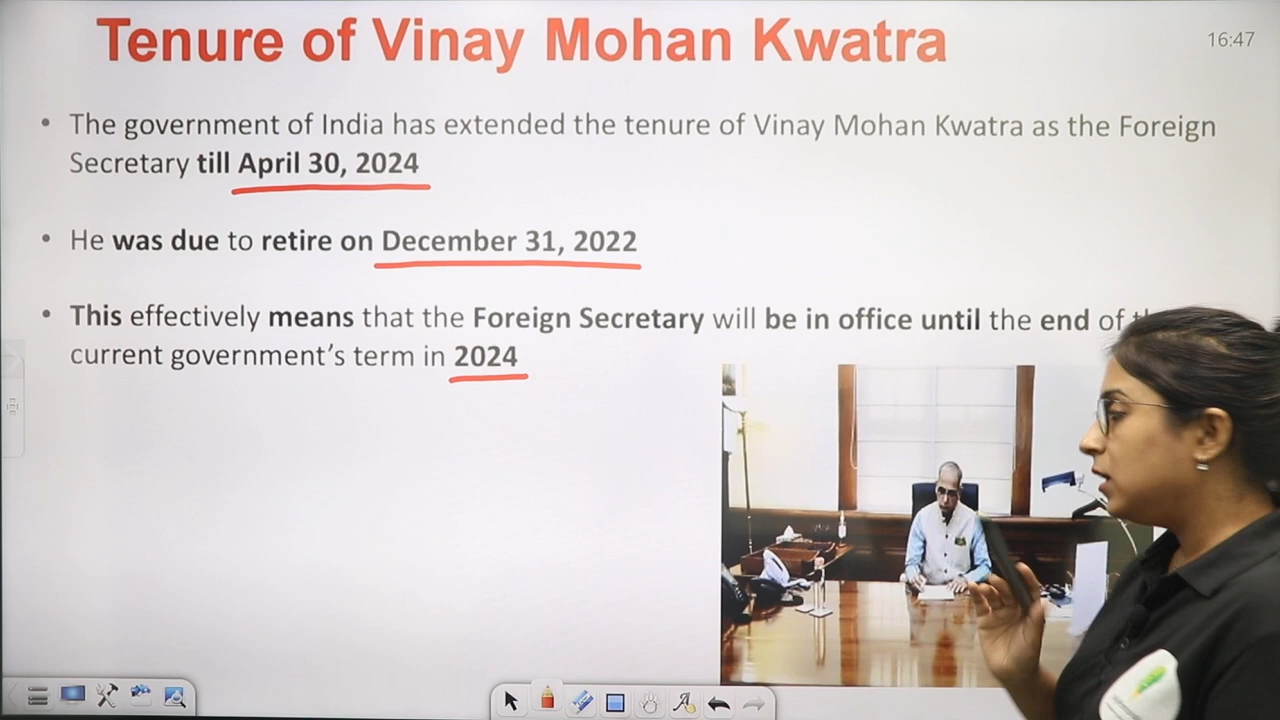 Tenure of Vinay Mohan Kwatra
16:47
• The government of India has extended the tenure of Vinay Mohan Kwatra as the Foreign
Secretary till April 30, 2024
• He was due to retire on December 31, 2022
• This effectively means that the Foreign Secretary will be in office until the end of
current government's term in 2024